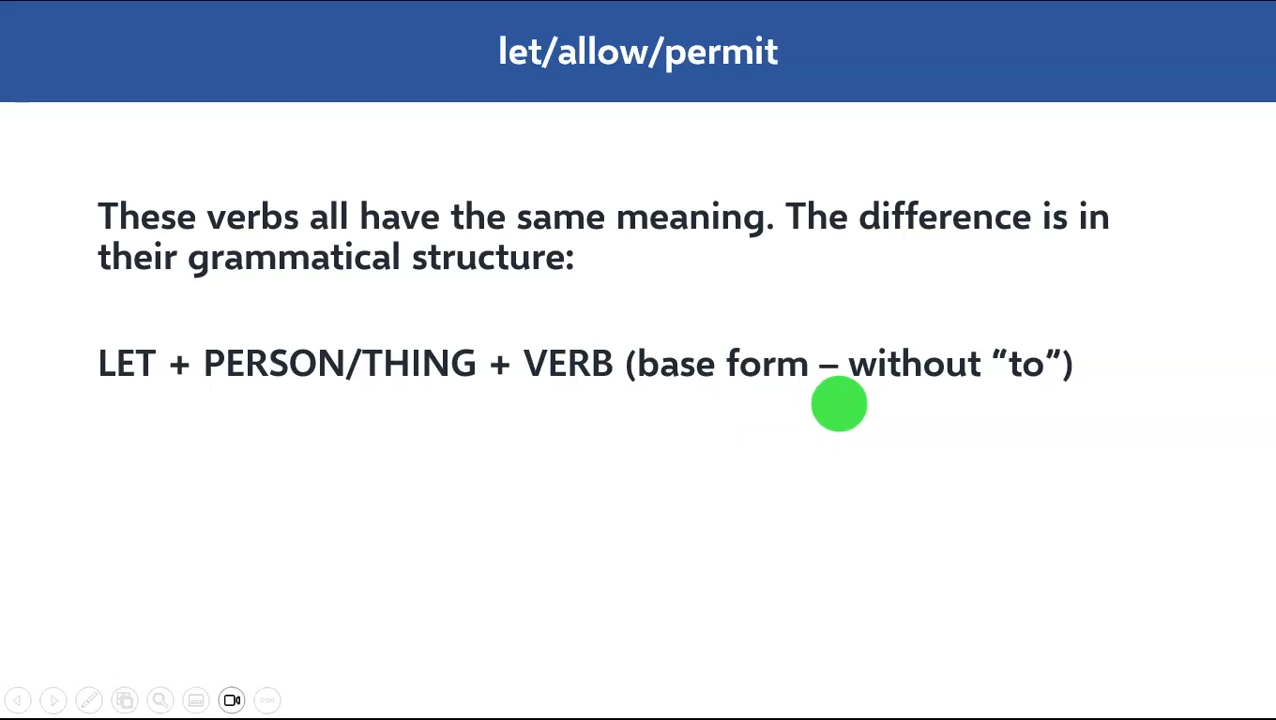 let/allow/permit
These verbs all have the same meaning. The difference is in
their grammatical structure:
LET + PERSON/THING + VERB (base form – without “to”)